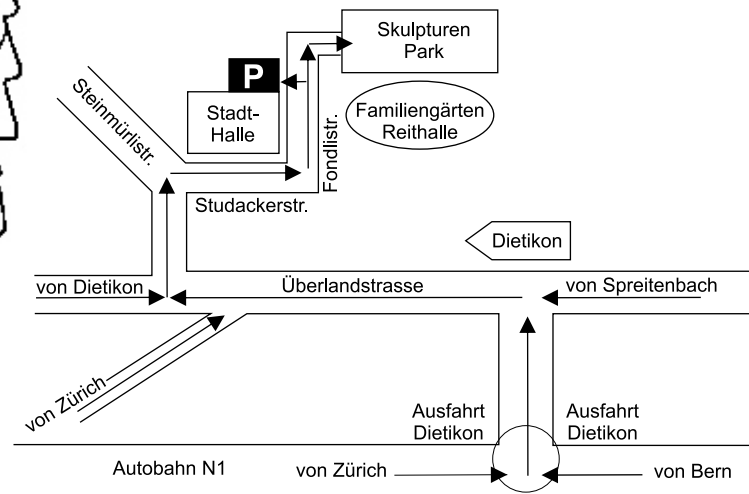 Skulpturen
Park
P
Stadt-
Halle
Familiengärten
Reithalle
Steinmürlistr.
Fondlistr.
Studackerstr.
Dietikon
von Dietikon
Überlandstrasse
von Spreitenbach
von Zürich
Ausfahrt
Dietikon
Ausfahrt
Dietikon
Autobahn N1
von Zürich
von Bern